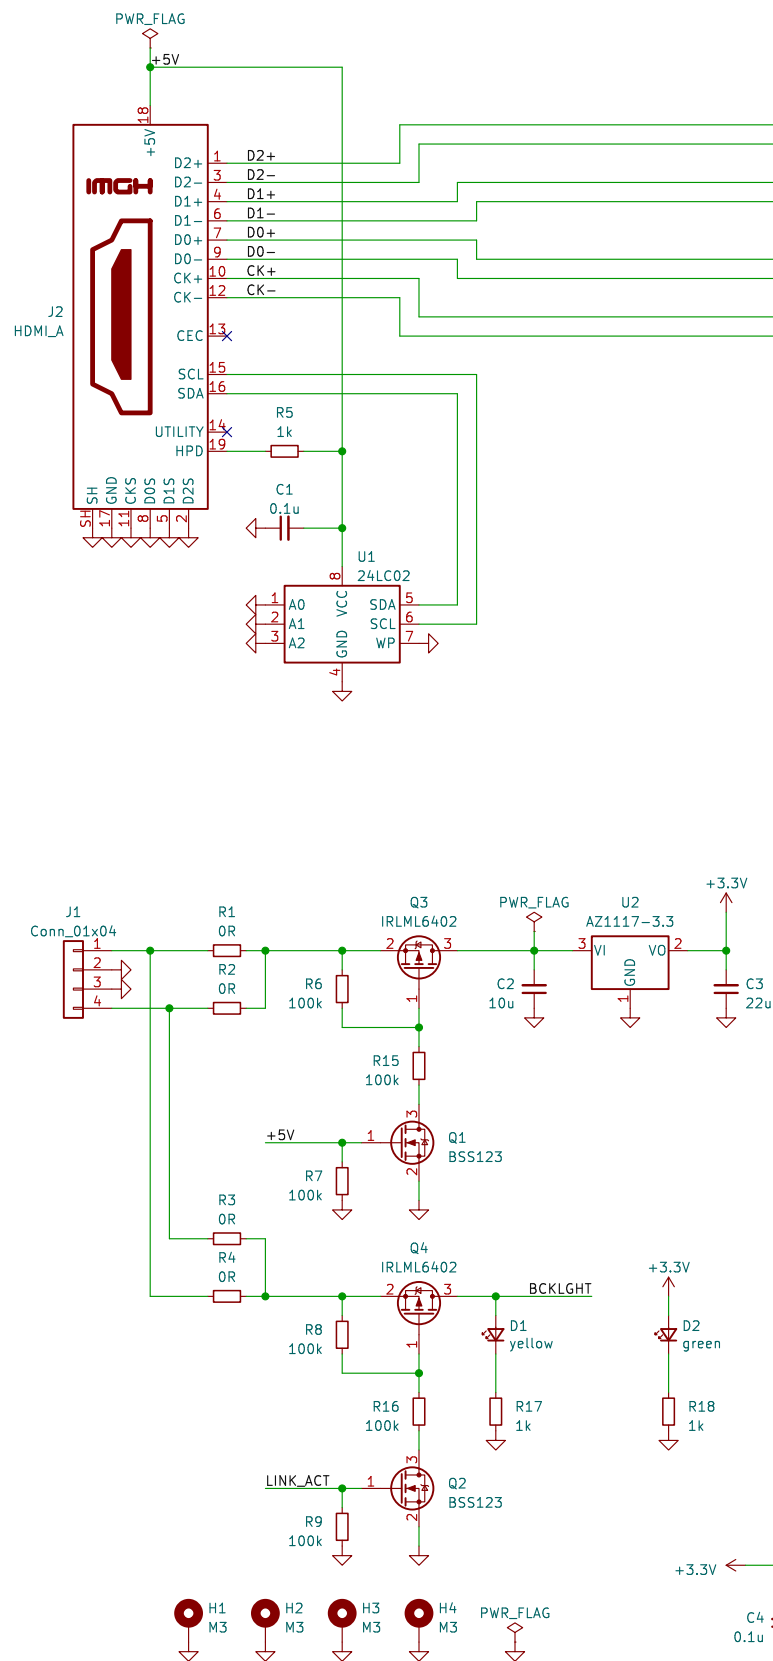 PWR_FLAG
+5V
18
+5V
D2+ 1 D2+
D2- 3 D2-
D1+ 4 D1+
D1- 6 D1-
D0+ 7 D0+
D0- 9 D0-
CK+ 10 CK+
CK- 12 CK-
J2
HDMI_A
CEC 13
SCL 15
SDA 16
UTILITY 14
HPD 19
R5
1k
SH GND CKS D0S D1S D2S
SH 17 11 8 5 2
C1
0.1u
U1
24LC02
8
VCC
1 A0 SDA 5
2 A1 SCL 6
3 A2 WP 7
GND
4
J1
Conn_01x04
1
2
3
4
R1
0R
R2
0R
R6
100k
Q3
IRLML6402
2 3
1
PWR_FLAG
U2
AZ1117-3.3
3 VI VO 2
GND
1
+3.3V
C2
10u
C3
22u
R15
100k
+5V
1
3
2
Q1
BSS123
R7
100k
R3
0R
R4
0R
Q4
IRLML6402
2 3
1
BCKLGHT
+3.3V
R8
100k
D1
yellow
D2
green
R16
100k
R17
1k
R18
1k
LINK_ACT
1
3
2
Q2
BSS123
R9
100k
+3.3V
H1
M3
H2
M3
H3
M3
H4
M3
PWR_FLAG
C4
0.1u